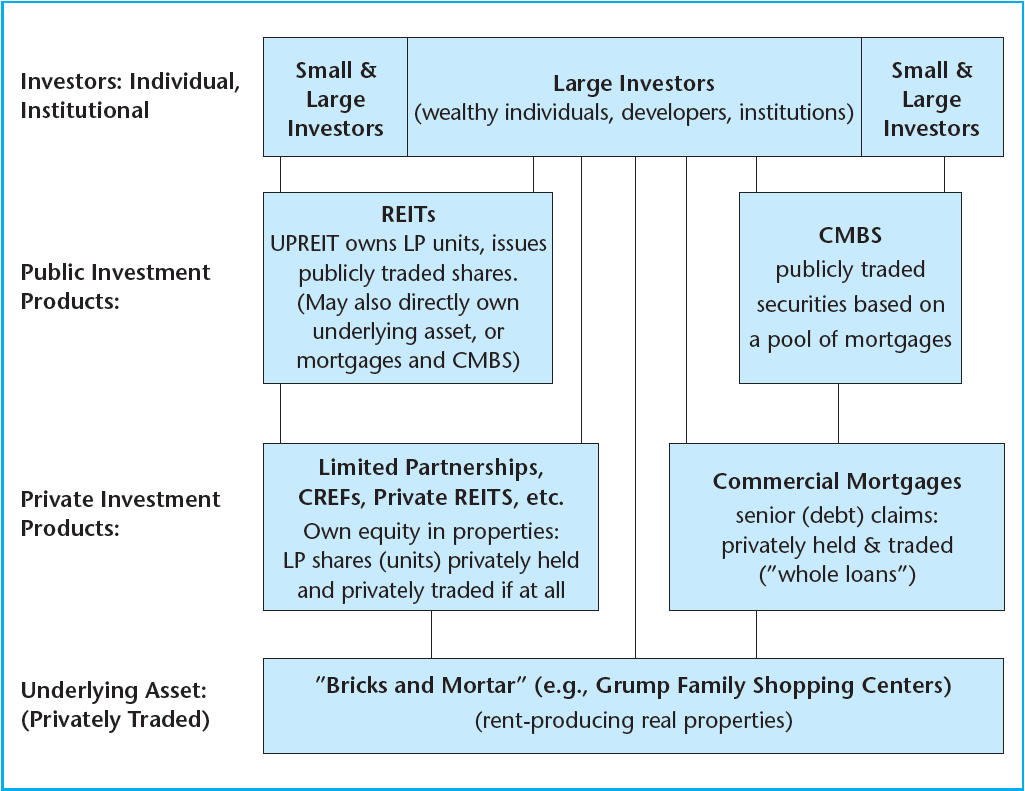 Investors: Individual,
Institutional
Small &
Large
Investors
Large Investors
(wealthy individuals, developers, institutions)
Small &
Large
Investors
Public Investment
Products:
REITs
UPREIT owns LP units, issues
publicly traded shares.
(May also directly own
underlying asset, or
mortgages and CMBS)
CMBS
publicly traded
securities based on
a pool of mortgages
Private Investment
Products:
Limited Partnerships,
CREFs, Private REITS, etc.
Own equity in properties:
LP shares (units) privately held
and privately traded if at all
Commercial Mortgages
senior (debt) claims:
privately held & traded
(”whole loans”)
Underlying Asset:
(Privately Traded)
”Bricks and Mortar” (e.g., Grump Family Shopping Centers)
(rent-producing real properties)